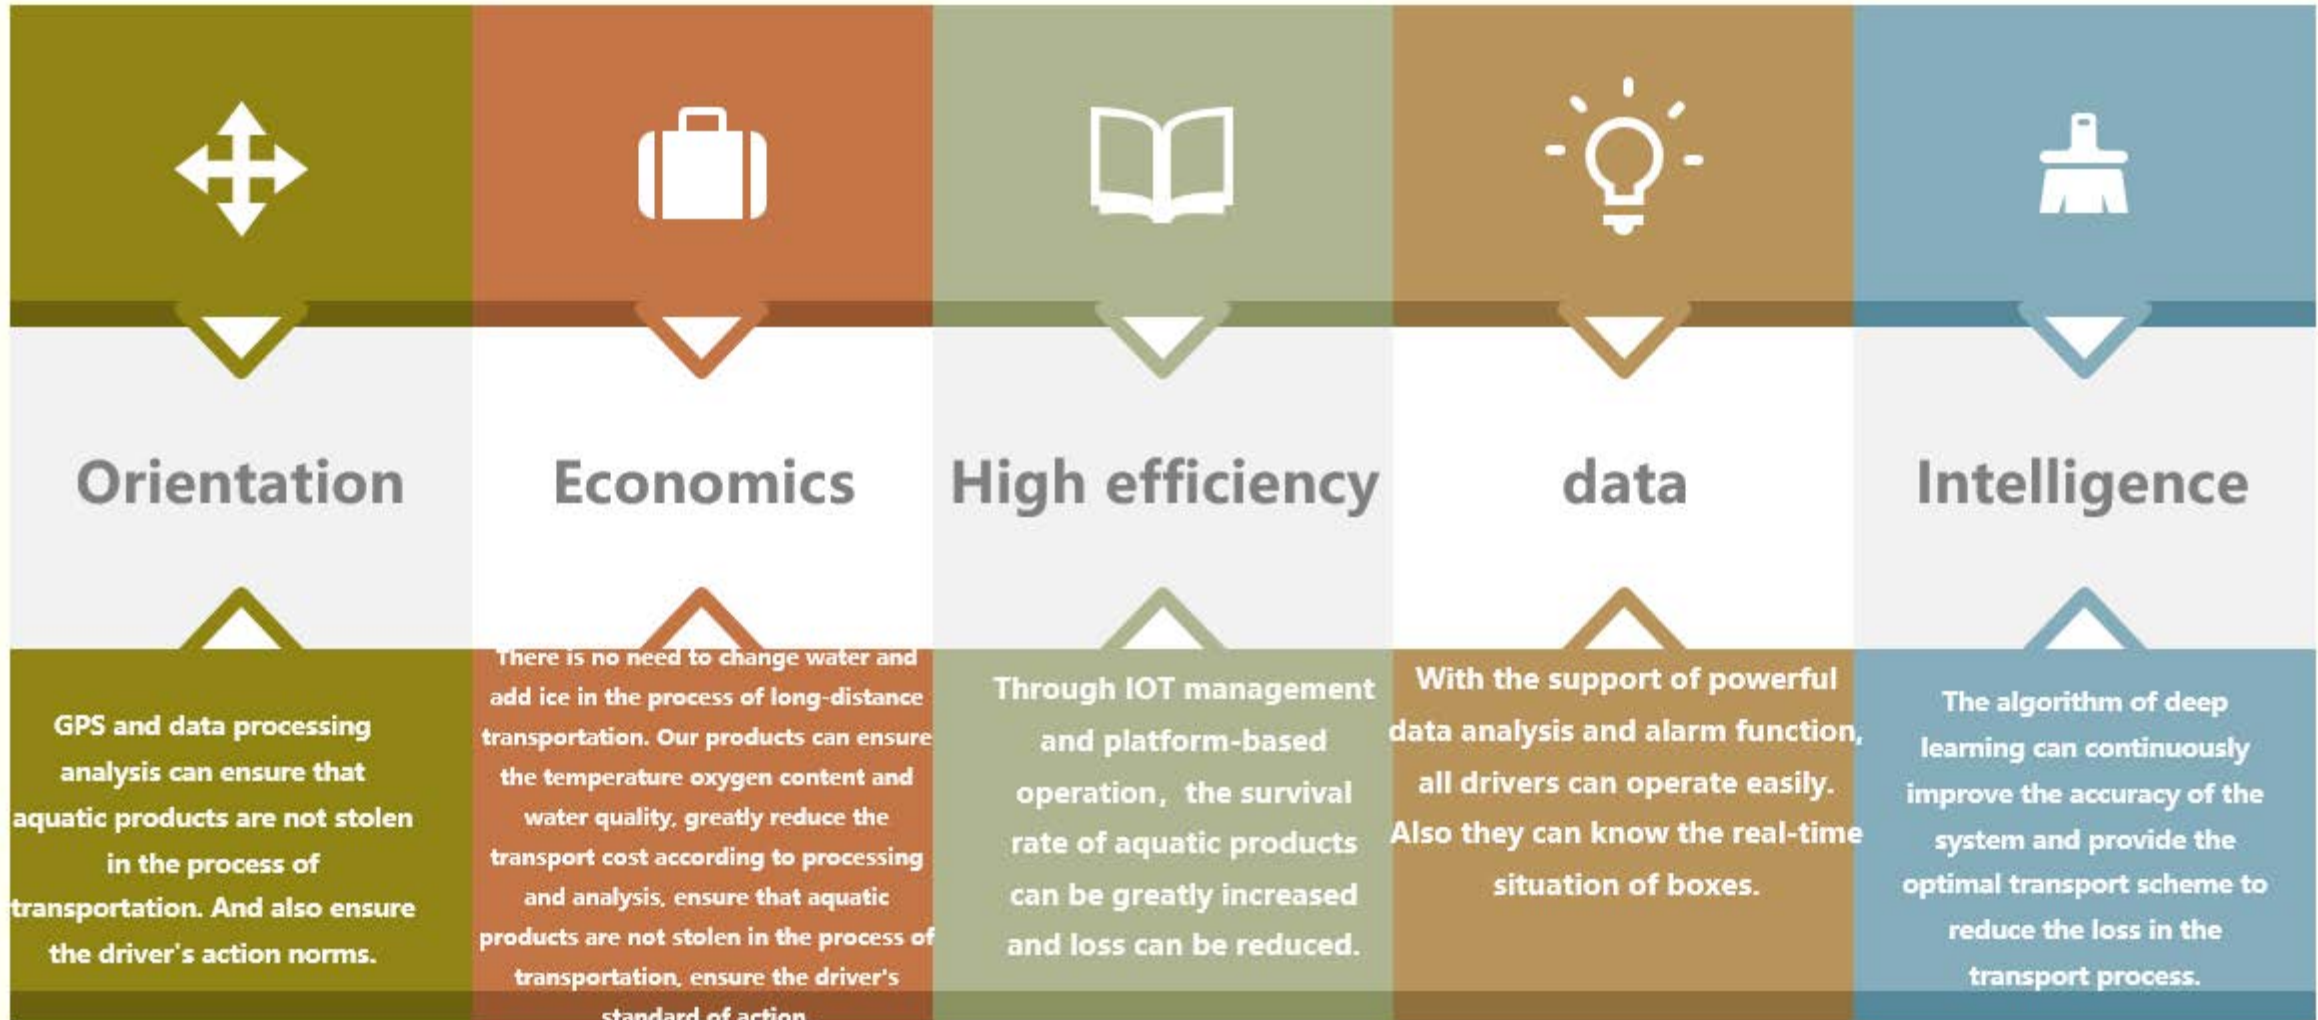 Orientation
Economics
High efficiency
data
Intelligence
GPS and data processing
analysis can ensure that
aquatic products are not stolen
in the process of
transportation. And also ensure
the driver's action norms.
There is no need to change water and
add ice in the process of long-distance
transportation. Our products can ensure
the temperature oxygen content and
water quality, greatly reduce the
transport cost according to processing
and analysis, ensure that aquatic
products are not stolen in the process of
transportation, ensure the driver's
standard of action
Through IOT management
and platform-based
operation，the survival
rate of aquatic products
can be greatly increased
and loss can be reduced.
With the support of powerful
data analysis and alarm function,
all drivers can operate easily.
Also they can know the real-time
situation of boxes.
The algorithm of deep
learning can continuously
improve the accuracy of the
system and provide the
optimal transport scheme to
reduce the loss in the
transport process.